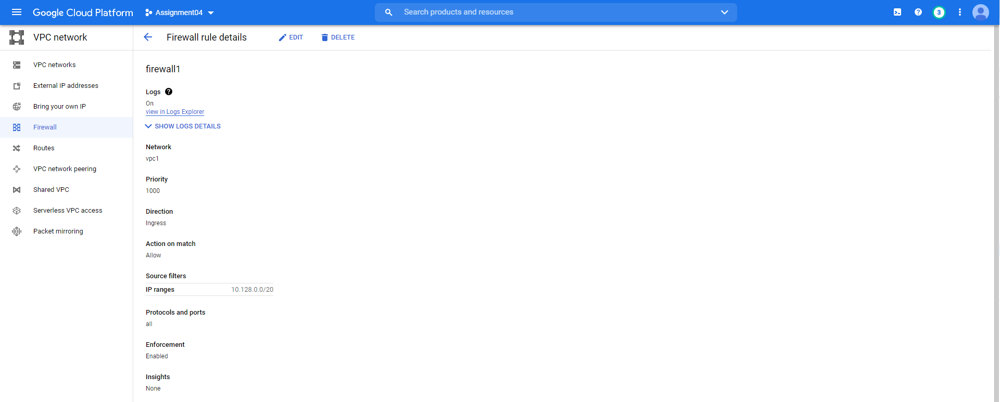 Google Cloud Platform
Assignment04
Search products and resources
3
VPC network
Firewall rule details
EDIT
DELETE
VPC networks
External IP addresses
Bring your own IP
Firewall
Routes
VPC network peering
Shared VPC
Serverless VPC access
Packet mirroring
firewall1
Logs
On
view in Logs Explorer
SHOW LOGS DETAILS
Network
vpc1
Priority
1000
Direction
Ingress
Action on match
Allow
Source filters
IP ranges 10.128.0.0/20
Protocols and ports
all
Enforcement
Enabled
Insights
None